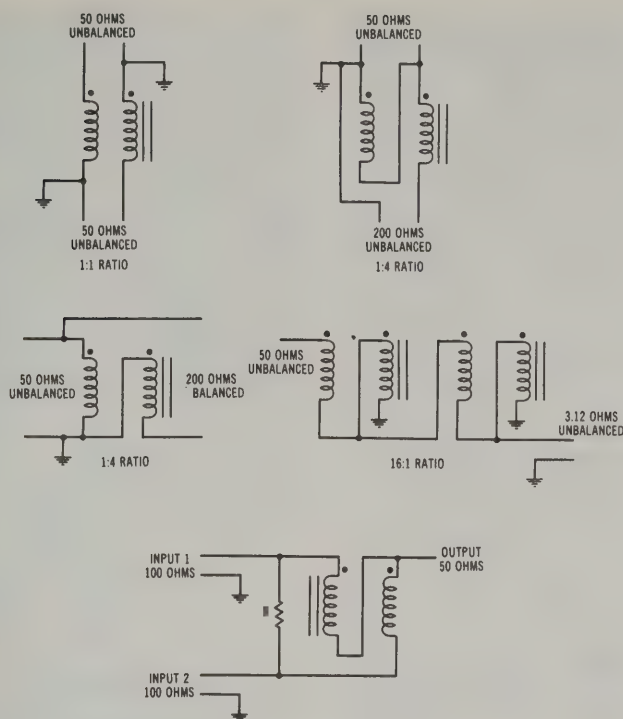 50 OHMS
UNBALANCED
50 OHMS
UNBALANCED
50 OHMS
UNBALANCED
1:1 RATIO
200 OHMS
UNBALANCED
1:4 RATIO
50 OHMS
UNBALANCED
200 OHMS
BALANCED
1:4 RATIO
50 OHMS
UNBALANCED
3.12 OHMS
UNBALANCED
16:1 RATIO
INPUT 1
100 OHMS
OUTPUT
50 OHMS
INPUT 2
100 OHMS